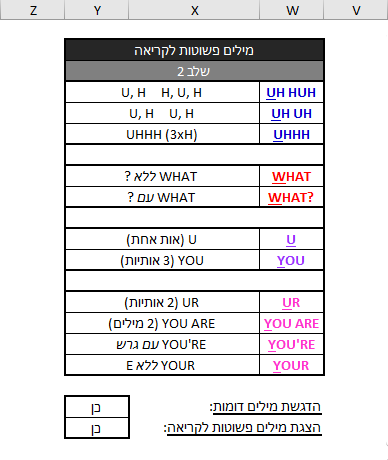 Z Y X W V
מילים פשוטות לקריאה
שלב 2
UH HUH U, H H, U, H
UH UH U, H U, H
UHHH UHHH (3xH)
WHAT WHAT ללא ?
WHAT? WHAT עם ?
U U (אות אחת)
YOU YOU (3 אותיות)
UR UR (2 אותיות)
YOU ARE YOU ARE (2 מילים)
YOU'RE YOU'RE עם גרש
YOUR YOUR ללא E
הדגשת מילים דומות: כן
הצגת מילים פשוטות לקריאה: כן